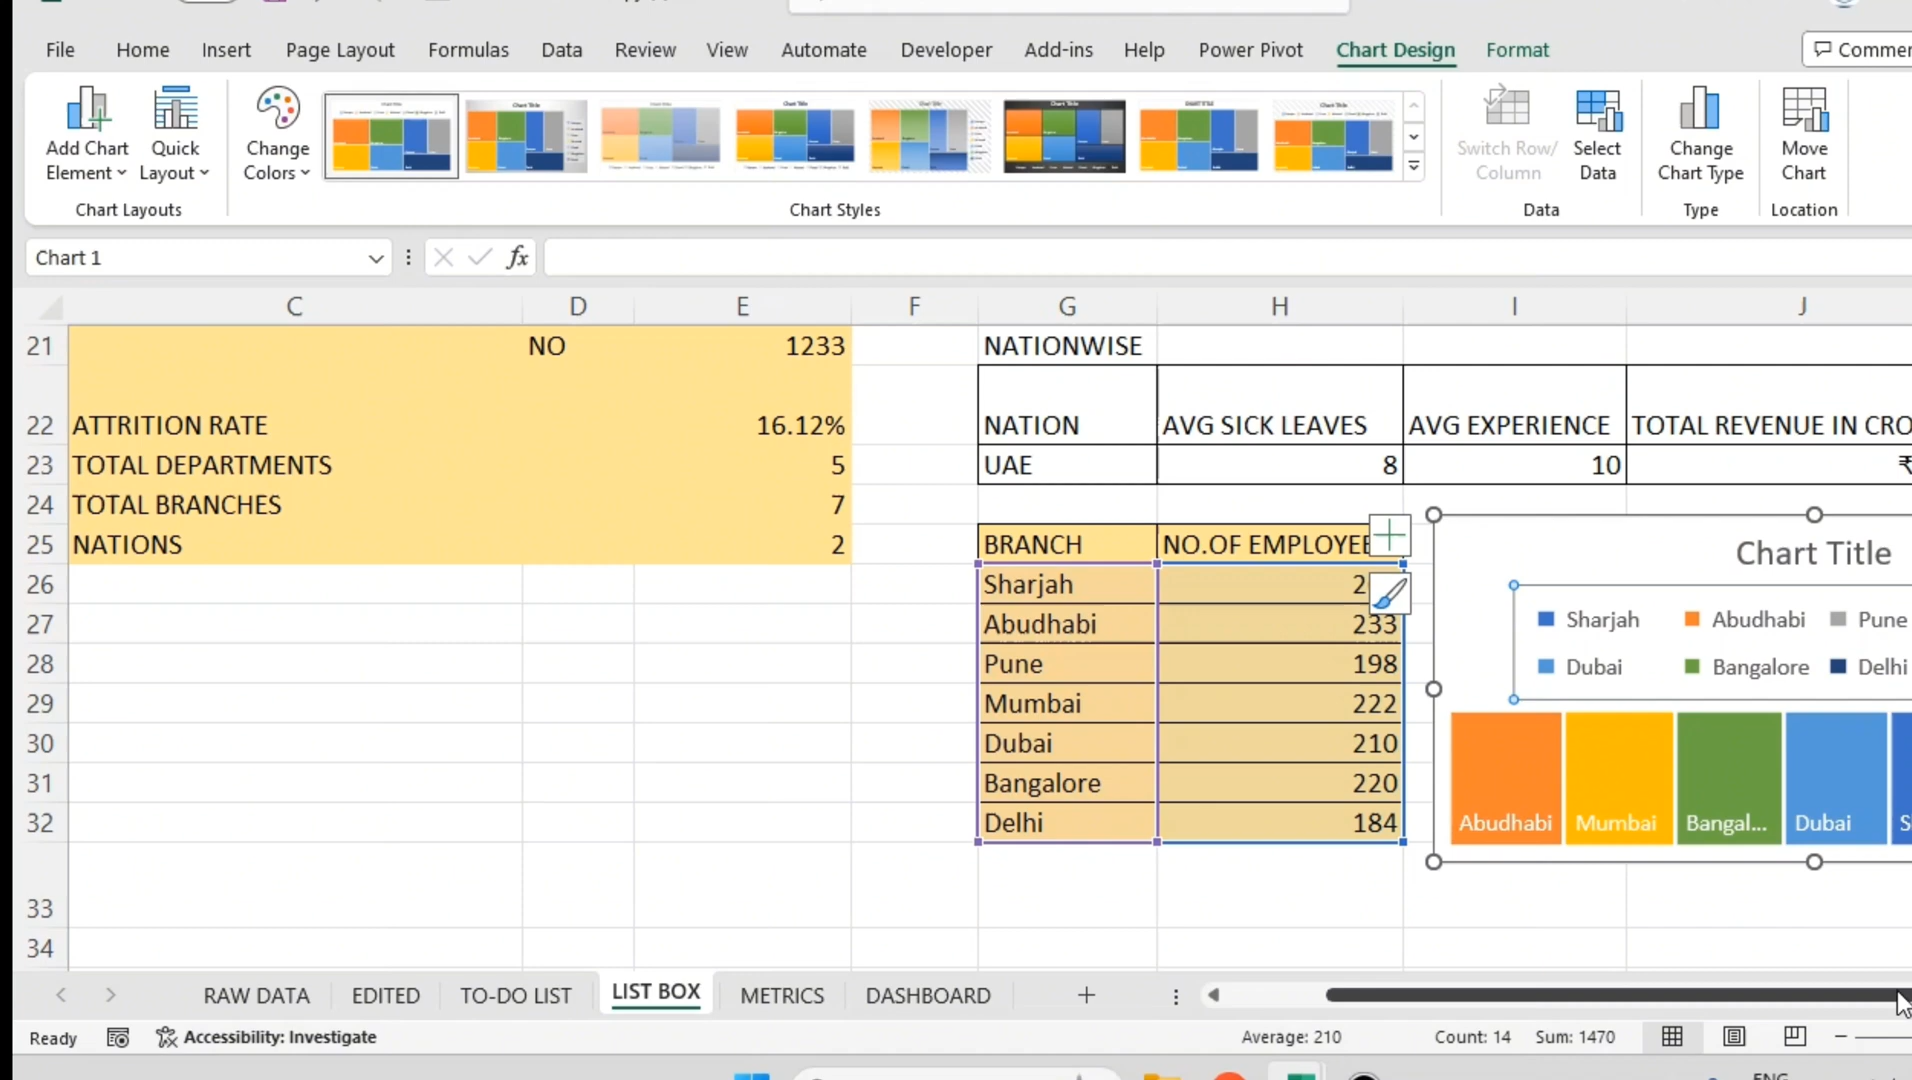 File Home Insert Page Layout Formulas Data Review View Automate Developer Add-ins Help Power Pivot Chart Design Format
Add Chart Element Quick Layout Change Colors Switch Row/ Column Select Data Change Chart Type Move Chart
Chart Layouts Chart Styles Data Type Location
Chart 1 fx
C D E F G H I J
21 NO 1233 NATIONWISE
22 ATTRITION RATE 16.12% NATION AVG SICK LEAVES AVG EXPERIENCE TOTAL REVENUE IN
23 TOTAL DEPARTMENTS 5 UAE 8 10 ₹
24 TOTAL BRANCHES 7
25 NATIONS 2 BRANCH NO.OF
26 Sharjah
27 Abudhabi 233
28 Pune 198
29 Mumbai 222
30 Dubai 210
31 Bangalore 220
32 Delhi 184
33
34
Chart Title
Sharjah Abudhabi Pune
Dubai Bangalore Delhi
Abudhabi Mumbai Bangal... Dubai S
RAW DATA EDITED TO-DO LIST LIST BOX METRICS DASHBOARD
Ready Accessibility: Investigate Average: 210 Count: 14 Sum: 1470